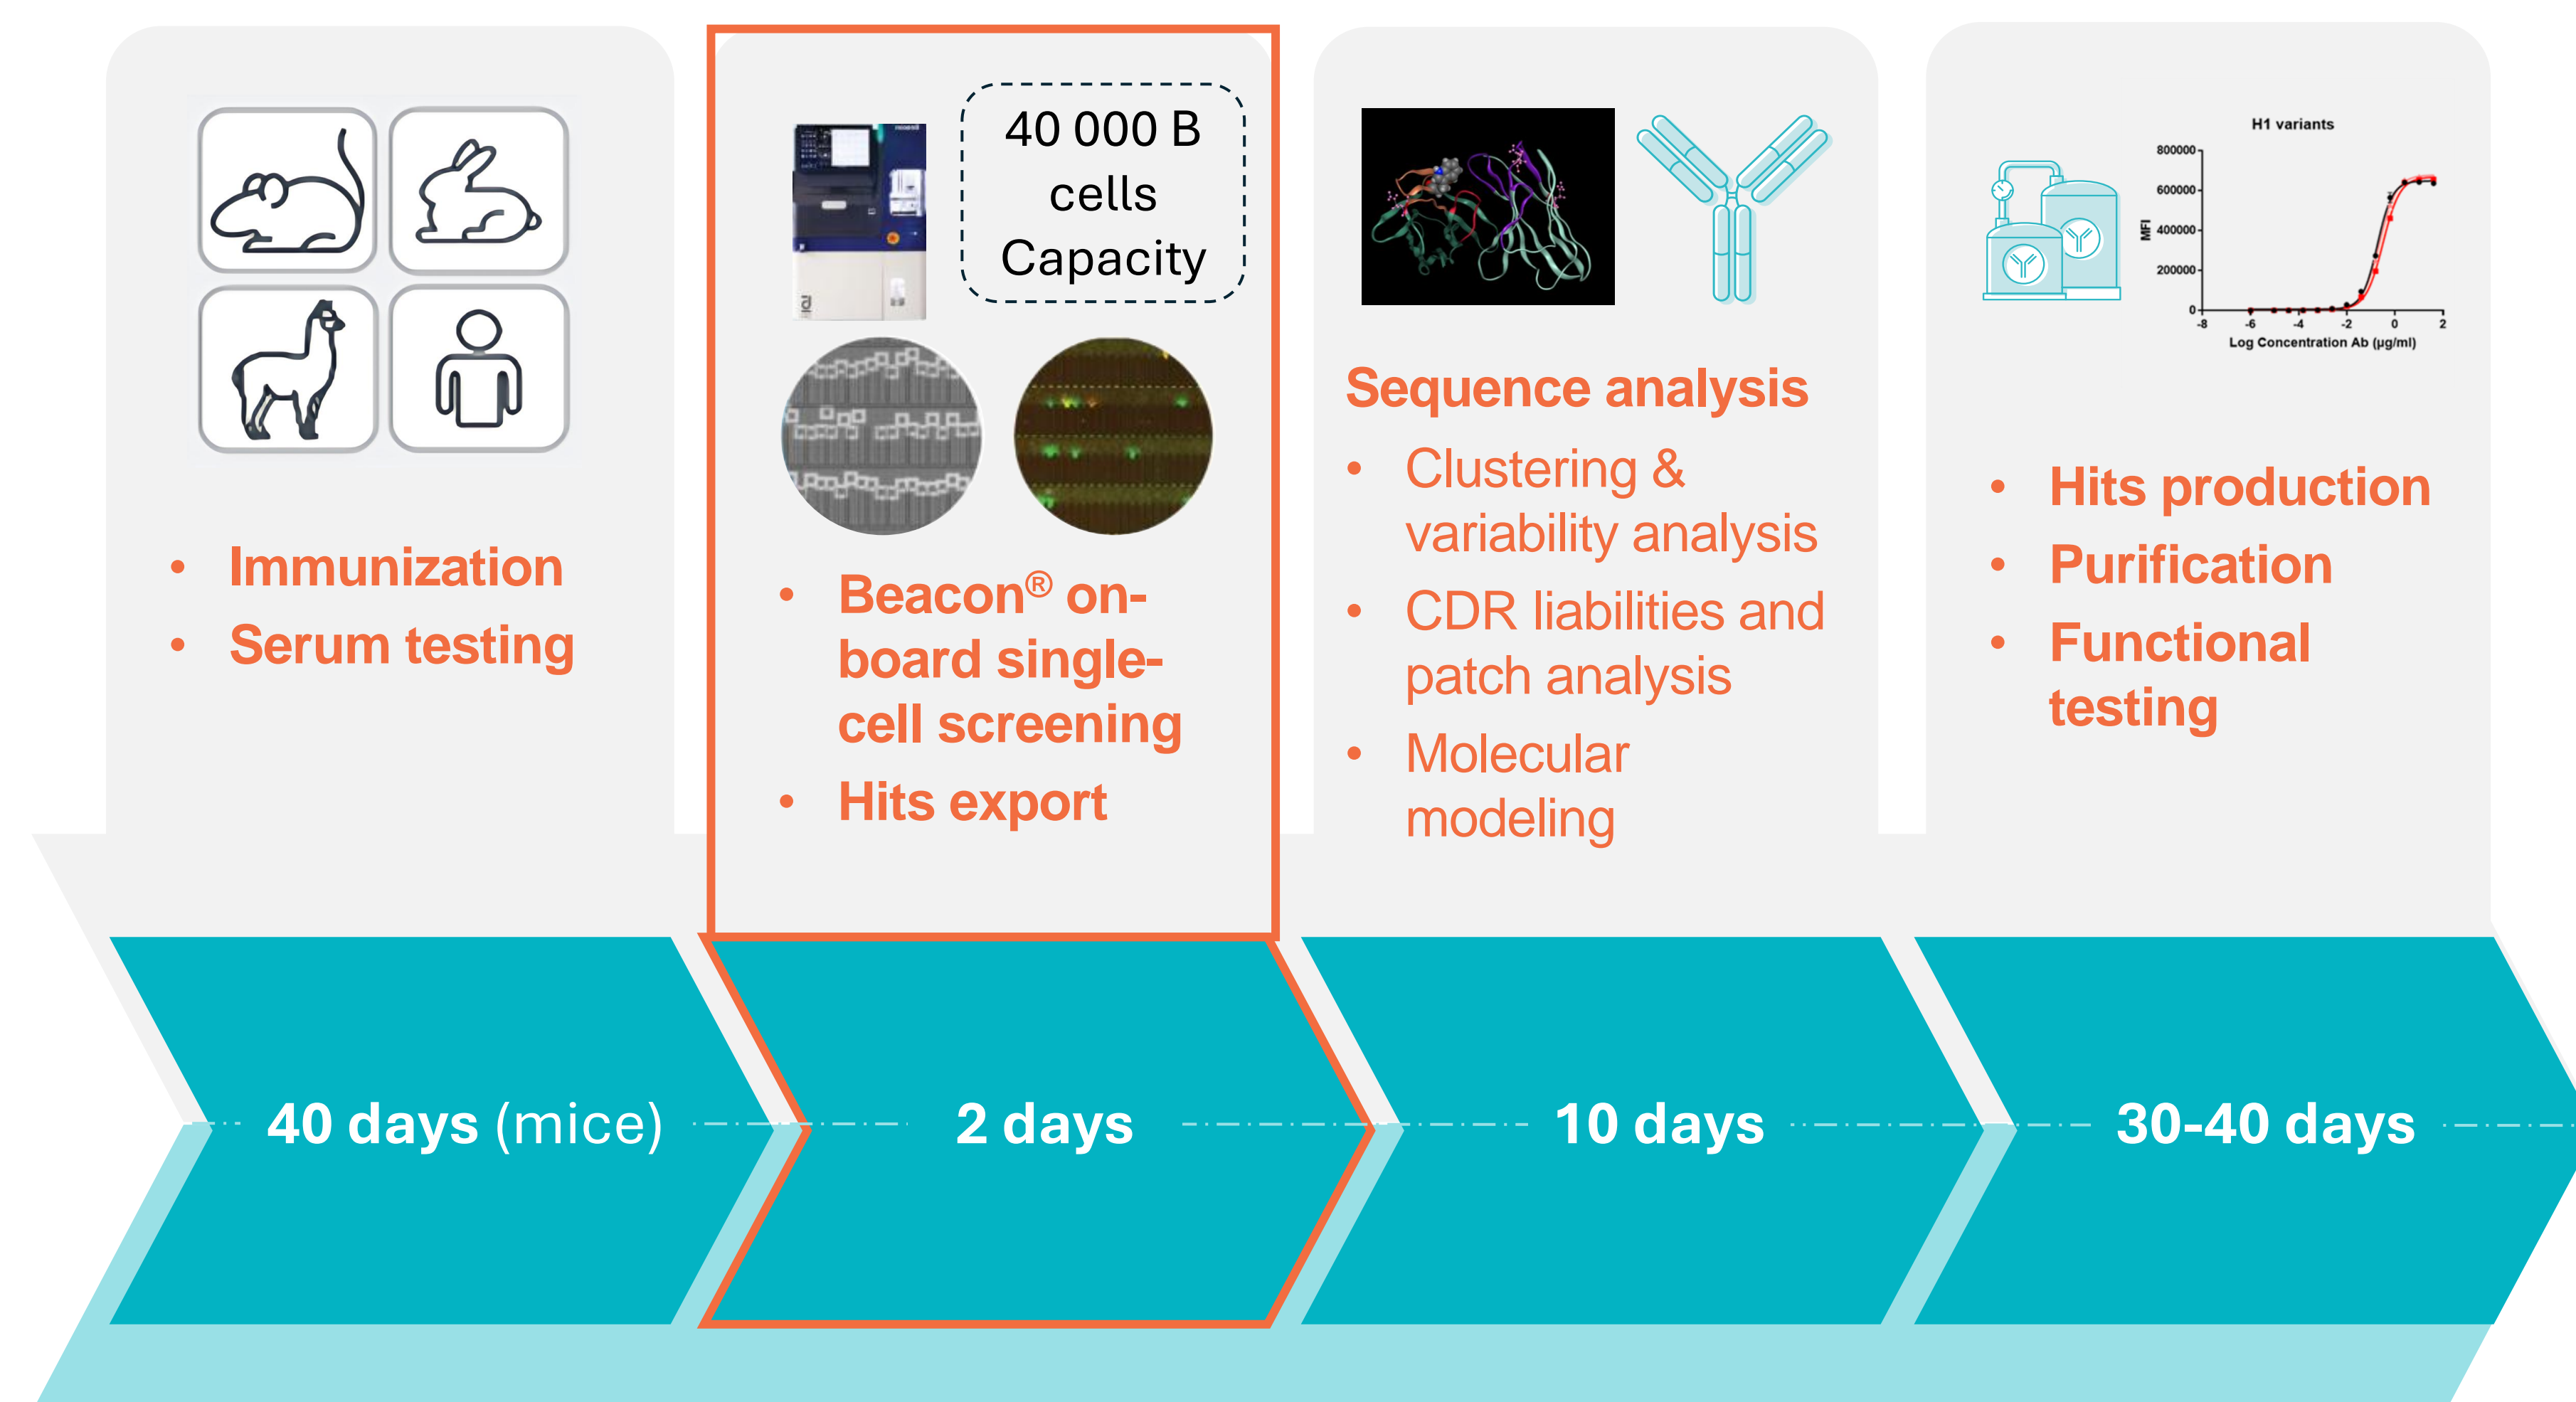 • Immunization
• Serum testing
40 000 B
cells
Capacity
• Beacon® on-
board single-
cell screening
• Hits export
Sequence analysis
• Clustering &
variability analysis
• CDR liabilities and
patch analysis
• Molecular
modeling
H1 variants
MFI
800000
600000
400000
200000
0
-8 -6 -4 -2 0 2
Log Concentration Ab (µg/ml)
• Hits production
• Purification
• Functional
testing
40 days (mice)
2 days
10 days
30-40 days